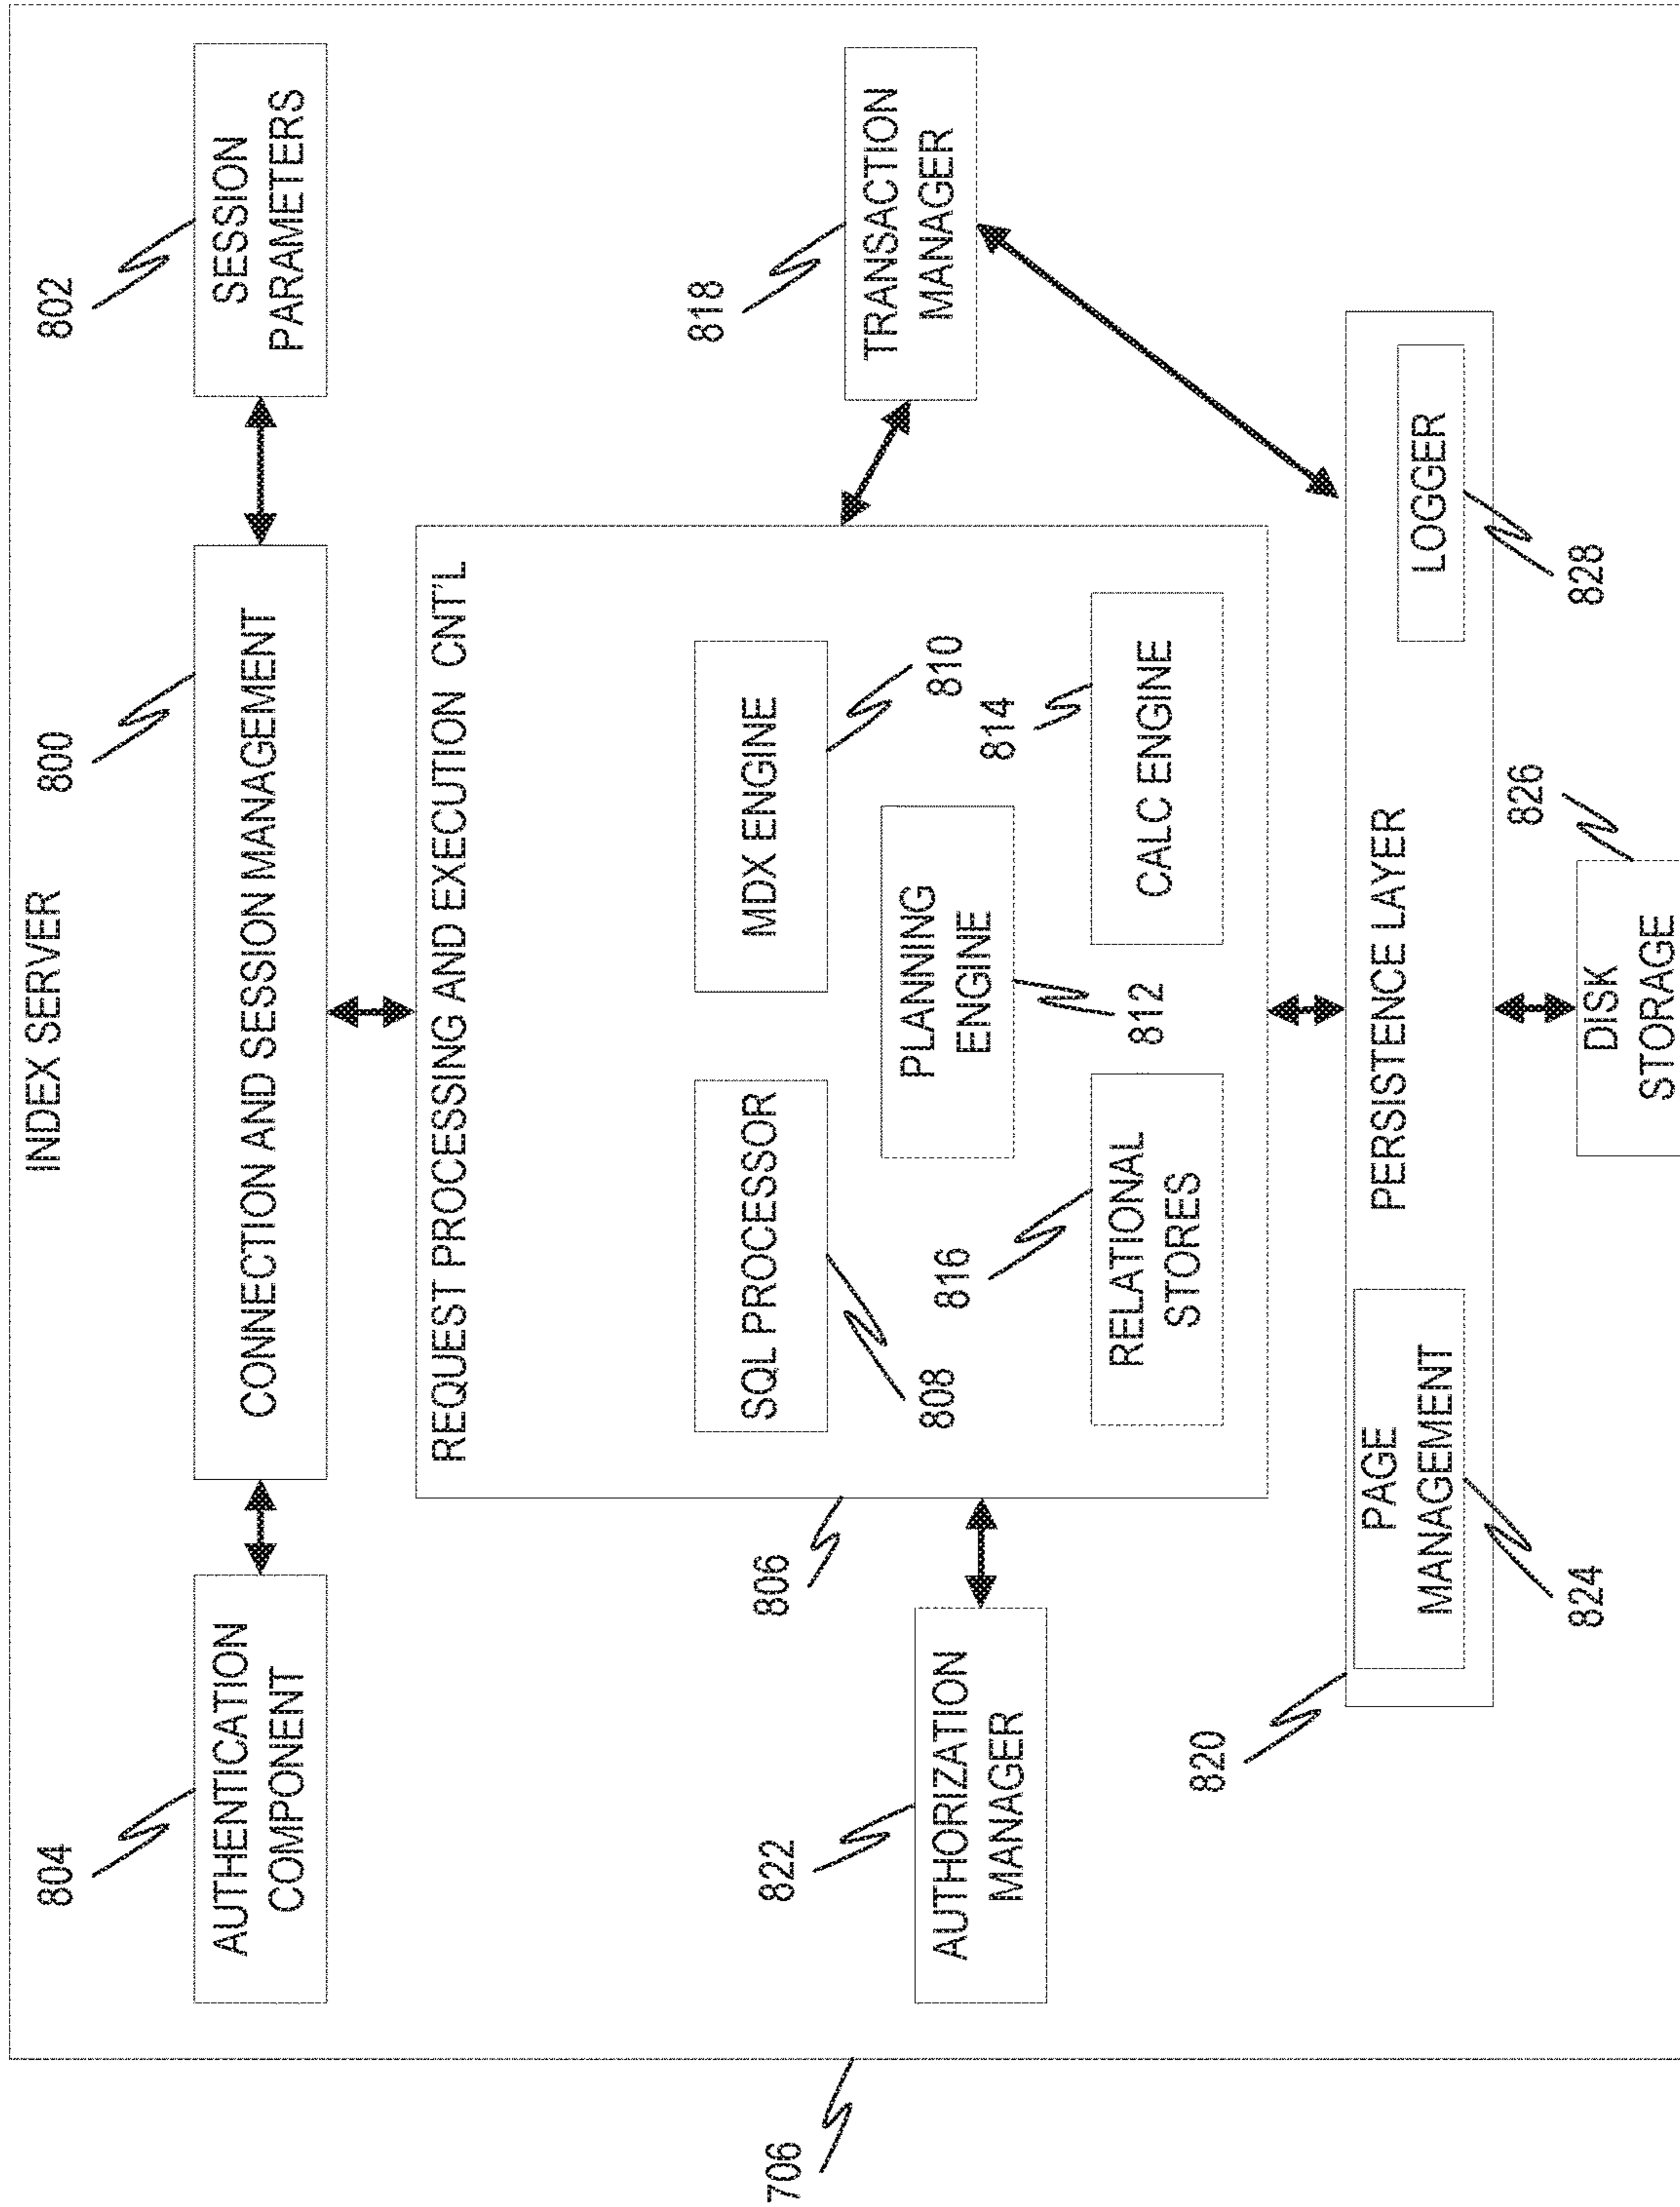 INDEX SERVER
804
800
802
AUTHENTICATION
COMPONENT
CONNECTION AND SESSION MANAGEMENT
SESSION
PARAMETERS
REQUEST PROCESSING AND EXECUTION CNT'L
706
806
822
AUTHORIZATION
MANAGER
818
TRANSACTION
MANAGER
SQL PROCESSOR
808
MDX ENGINE
810
PLANNING
ENGINE
812
816
RELATIONAL
STORES
814
CALC ENGINE
820
PAGE
MANAGEMENT
824
PERSISTENCE LAYER
LOGGER
828
826
DISK
STORAGE